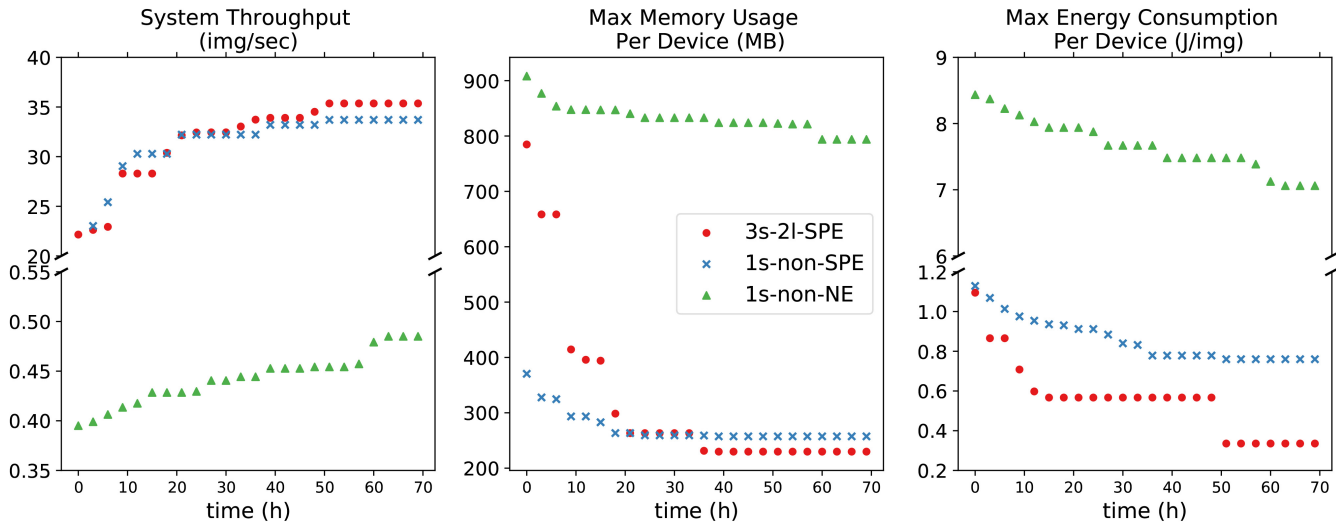 System Throughput
(img/sec)
40
35
30
25
20
0.55
0.50
0.45
0.40
0.35
0 10 20 30 40 50 60 70
time (h)
Max Memory Usage
Per Device (MB)
900
800
700
600
500
400
300
200
0 10 20 30 40 50 60 70
time (h)
3s-2l-SPE
1s-non-SPE
1s-non-NE
Max Energy Consumption
Per Device (J/img)
9
8
7
6
1.2
1.0
0.8
0.6
0.4
0.2
0 10 20 30 40 50 60 70
time (h)